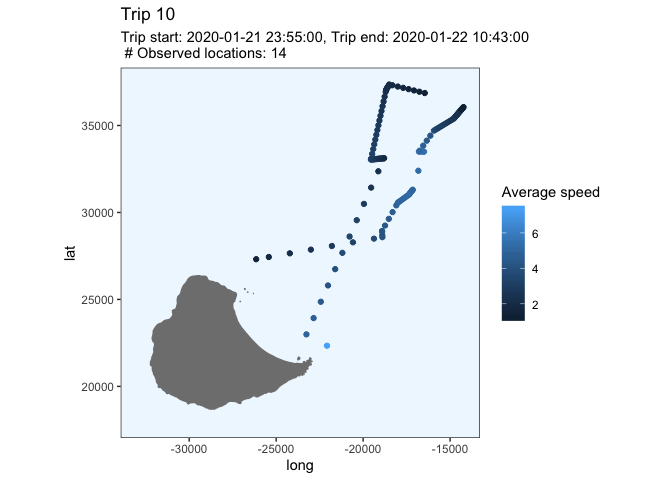 Trip 10
Trip start: 2020-01-21 23:55:00, Trip end: 2020-01-22 10:43:00
# Observed locations: 14
35000
30000
25000
20000
lat
-30000
-25000
-20000
-15000
long
Average speed
6
4
2